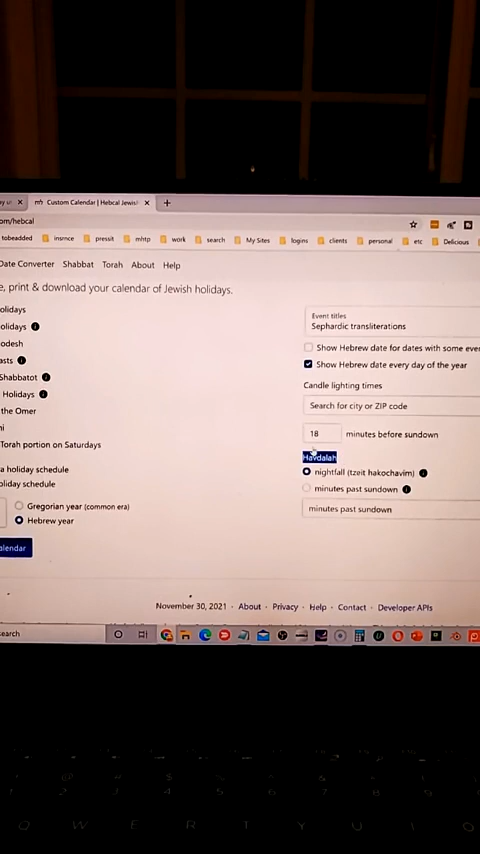 Custom Calendar | Hebcal Jewis
om/hebcal
tobeadded insrnce pressit mhtp work search My Sites logins clients personal etc Delicious
Date Converter Shabbat Torah About Help
e, print & download your calendar of Jewish holidays.
olidays
olidays
odesh
asts
Shabbatot
Holidays
the Omer
mi
Torah portion on Saturdays
a holiday schedule
oliday schedule
Gregorian year (common era)
Hebrew year
alendar
Event titles
Sephardic transliterations
Show Hebrew date for dates with some even
Show Hebrew date every day of the year
Candle lighting times
Search for city or ZIP code
18 minutes before sundown
Havdalah
nightfall (tzeit hakochavim)
minutes past sundown
minutes past sundown
November 30, 2021 · About · Privacy · Help · Contact · Developer APIs
earch
Q W E R T Y U I O